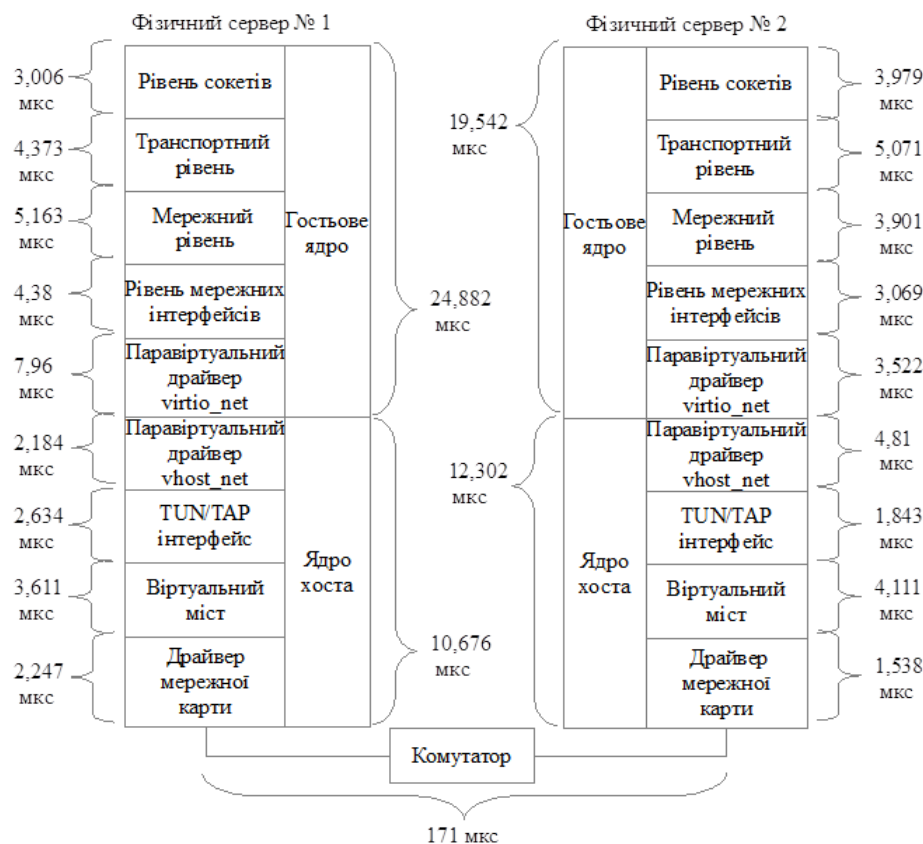 Фізичний сервер № 1
3,006
мкс
4,373
мкс
5,163
мкс
4,38
мкс
7,96
мкс
2,184
мкс
2,634
мкс
3,611
мкс
2,247
мкс
Рівень сокетів
Транспортний
рівень
Мережний
рівень
Рівень мережних
інтерфейсів
Паравіртуальний
драйвер
virtio_net
Паравіртуальний
драйвер
vhost_net
TUN/TAP
інтерфейс
Віртуальний
міст
Драйвер
мережної
карти
Гостьове
ядро
Ядро
хоста
24,882
мкс
10,676
мкс
Фізичний сервер № 2
19,542
мкс
12,302
мкс
Гостьове
ядро
Ядро
хоста
Рівень сокетів
Транспортний
рівень
Мережний
рівень
Рівень мережних
інтерфейсів
Паравіртуальний
драйвер
virtio_net
Паравіртуальний
драйвер
vhost_net
TUN/TAP
інтерфейс
Віртуальний
міст
Драйвер
мережної
карти
3,979
мкс
5,071
мкс
3,901
мкс
3,069
мкс
3,522
мкс
4,81
мкс
1,843
мкс
4,111
мкс
1,538
мкс
Комутатор
171 мкс